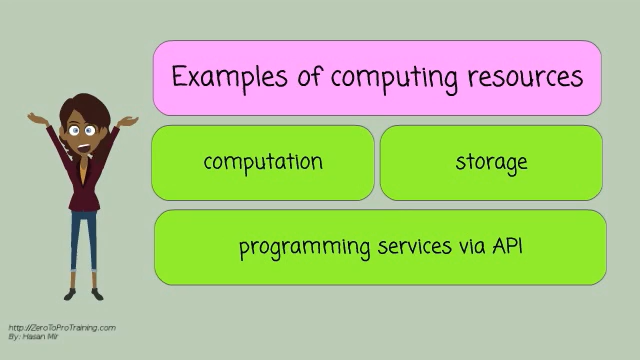 Examples of computing resources
computation
storage
programming services via API
http://ZeroToProTraining.com
By: Hasan Mir